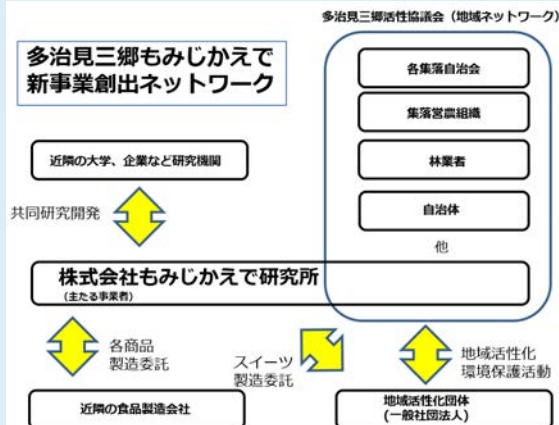 多治見三郷活性協議会（地域ネットワーク）
多治見三郷もみじかえで
新事業創出ネットワーク
各集落自治会
集落営農組織
林業者
自治体
他
近隣の大学、企業など研究機関
共同研究開発
株式会社もみじかえで研究所
(主たる事業者)
各商品
製造委託
スイーツ
製造委託
地域活性化
環境保護活動
近隣の食品製造会社
地域活性化団体
(一般社団法人)